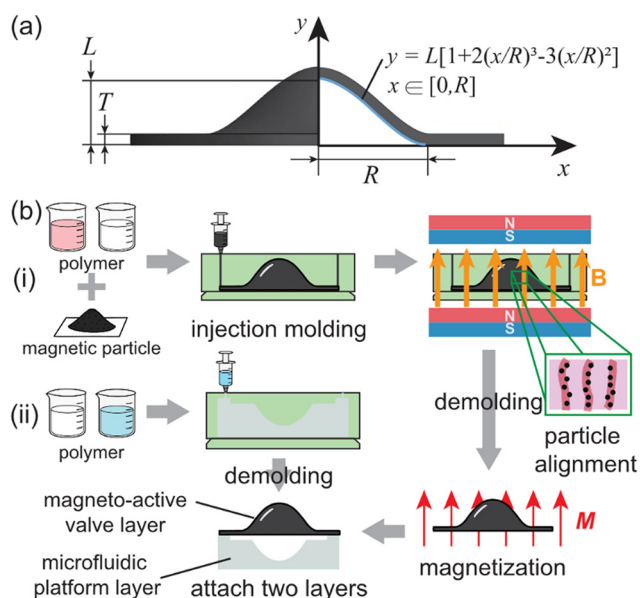 (a)
y
L
y = L[1+2(x/R)³-3(x/R)²]
x ∈ [0,R]
T
R
x
(b)
polymer
(i)
magnetic particle
injection molding
N
S
B
N
S
demolding
particle
alignment
(ii)
polymer
demolding
magneto-active
valve layer
microfluidic
platform layer
attach two layers
M
magnetization